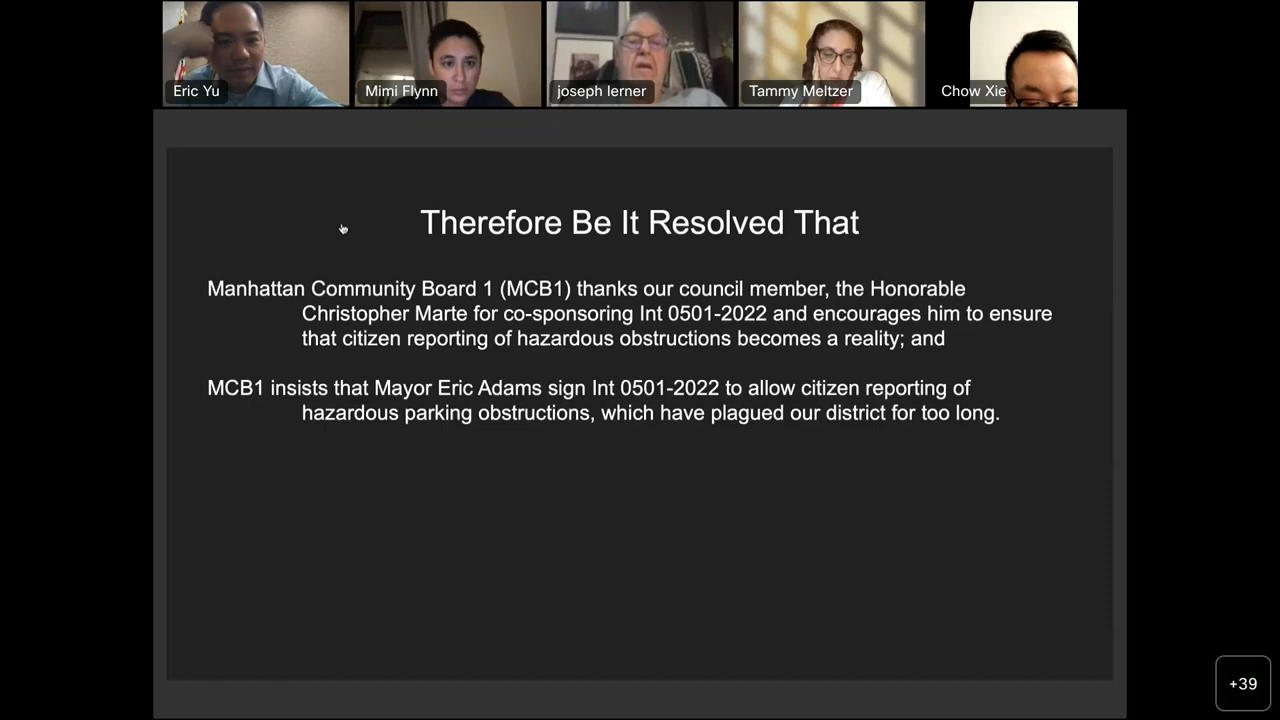 Eric Yu
Mimi Flynn
joseph lerner
Tammy Meltzer
Chow Xie
Therefore Be It Resolved That
Manhattan Community Board 1 (MCB1) thanks our council member, the Honorable
Christopher Marte for co-sponsoring Int 0501-2022 and encourages him to ensure
that citizen reporting of hazardous obstructions becomes a reality; and
MCB1 insists that Mayor Eric Adams sign Int 0501-2022 to allow citizen reporting of
hazardous parking obstructions, which have plagued our district for too long.
+39